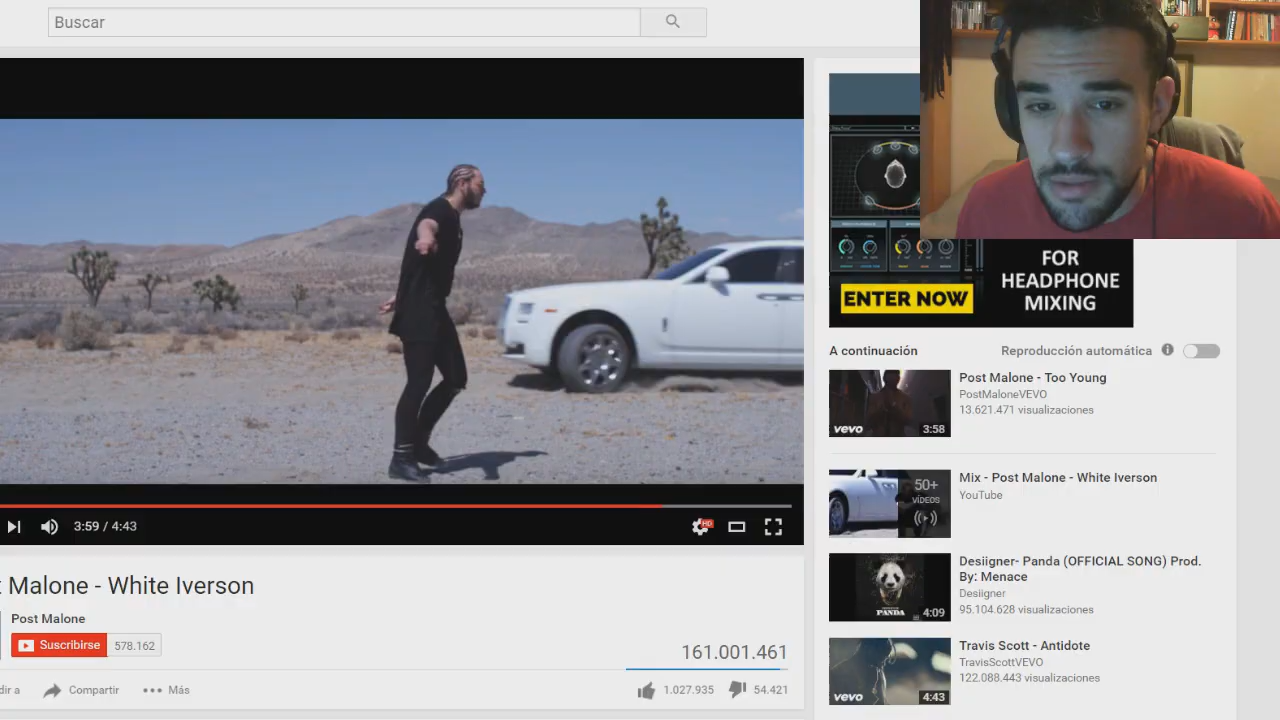 Buscar
ENTER NOW
FOR
HEADPHONE
MIXING
3:59 / 4:43
HD
A continuación
Reproducción automática
Post Malone - Too Young
PostMaloneVEVO
13.621.471 visualizaciones
vevo
3:58
Mix - Post Malone - White Iverson
YouTube
50+
VÍDEOS
Desiigner- Panda (OFFICIAL SONG) Prod.
By: Menace
Desiigner
95.104.628 visualizaciones
PANDA
4:09
Travis Scott - Antidote
TravisScottVEVO
122.088.443 visualizaciones
vevo
4:43
t Malone - White Iverson
Post Malone
Suscribirse
578.162
161.001.461
dir a
Compartir
Más
1.027.935
54.421